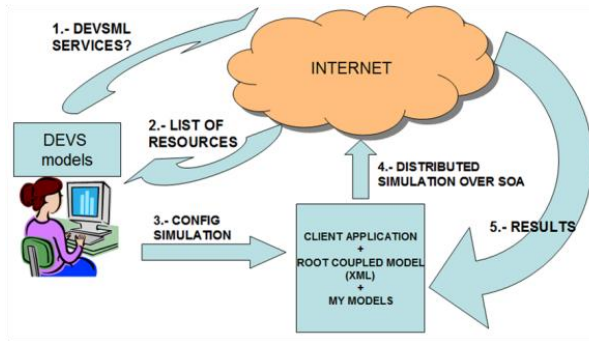 1.- DEVSML
SERVICES?
INTERNET
2.- LIST OF
RESOURCES
DEVS
models
4.- DISTRIBUTED
SIMULATION OVER SOA
3.- CONFIG
SIMULATION
5.- RESULTS
CLIENT APPLICATION
+
ROOT COUPLED MODEL
(XML)
+
MY MODELS